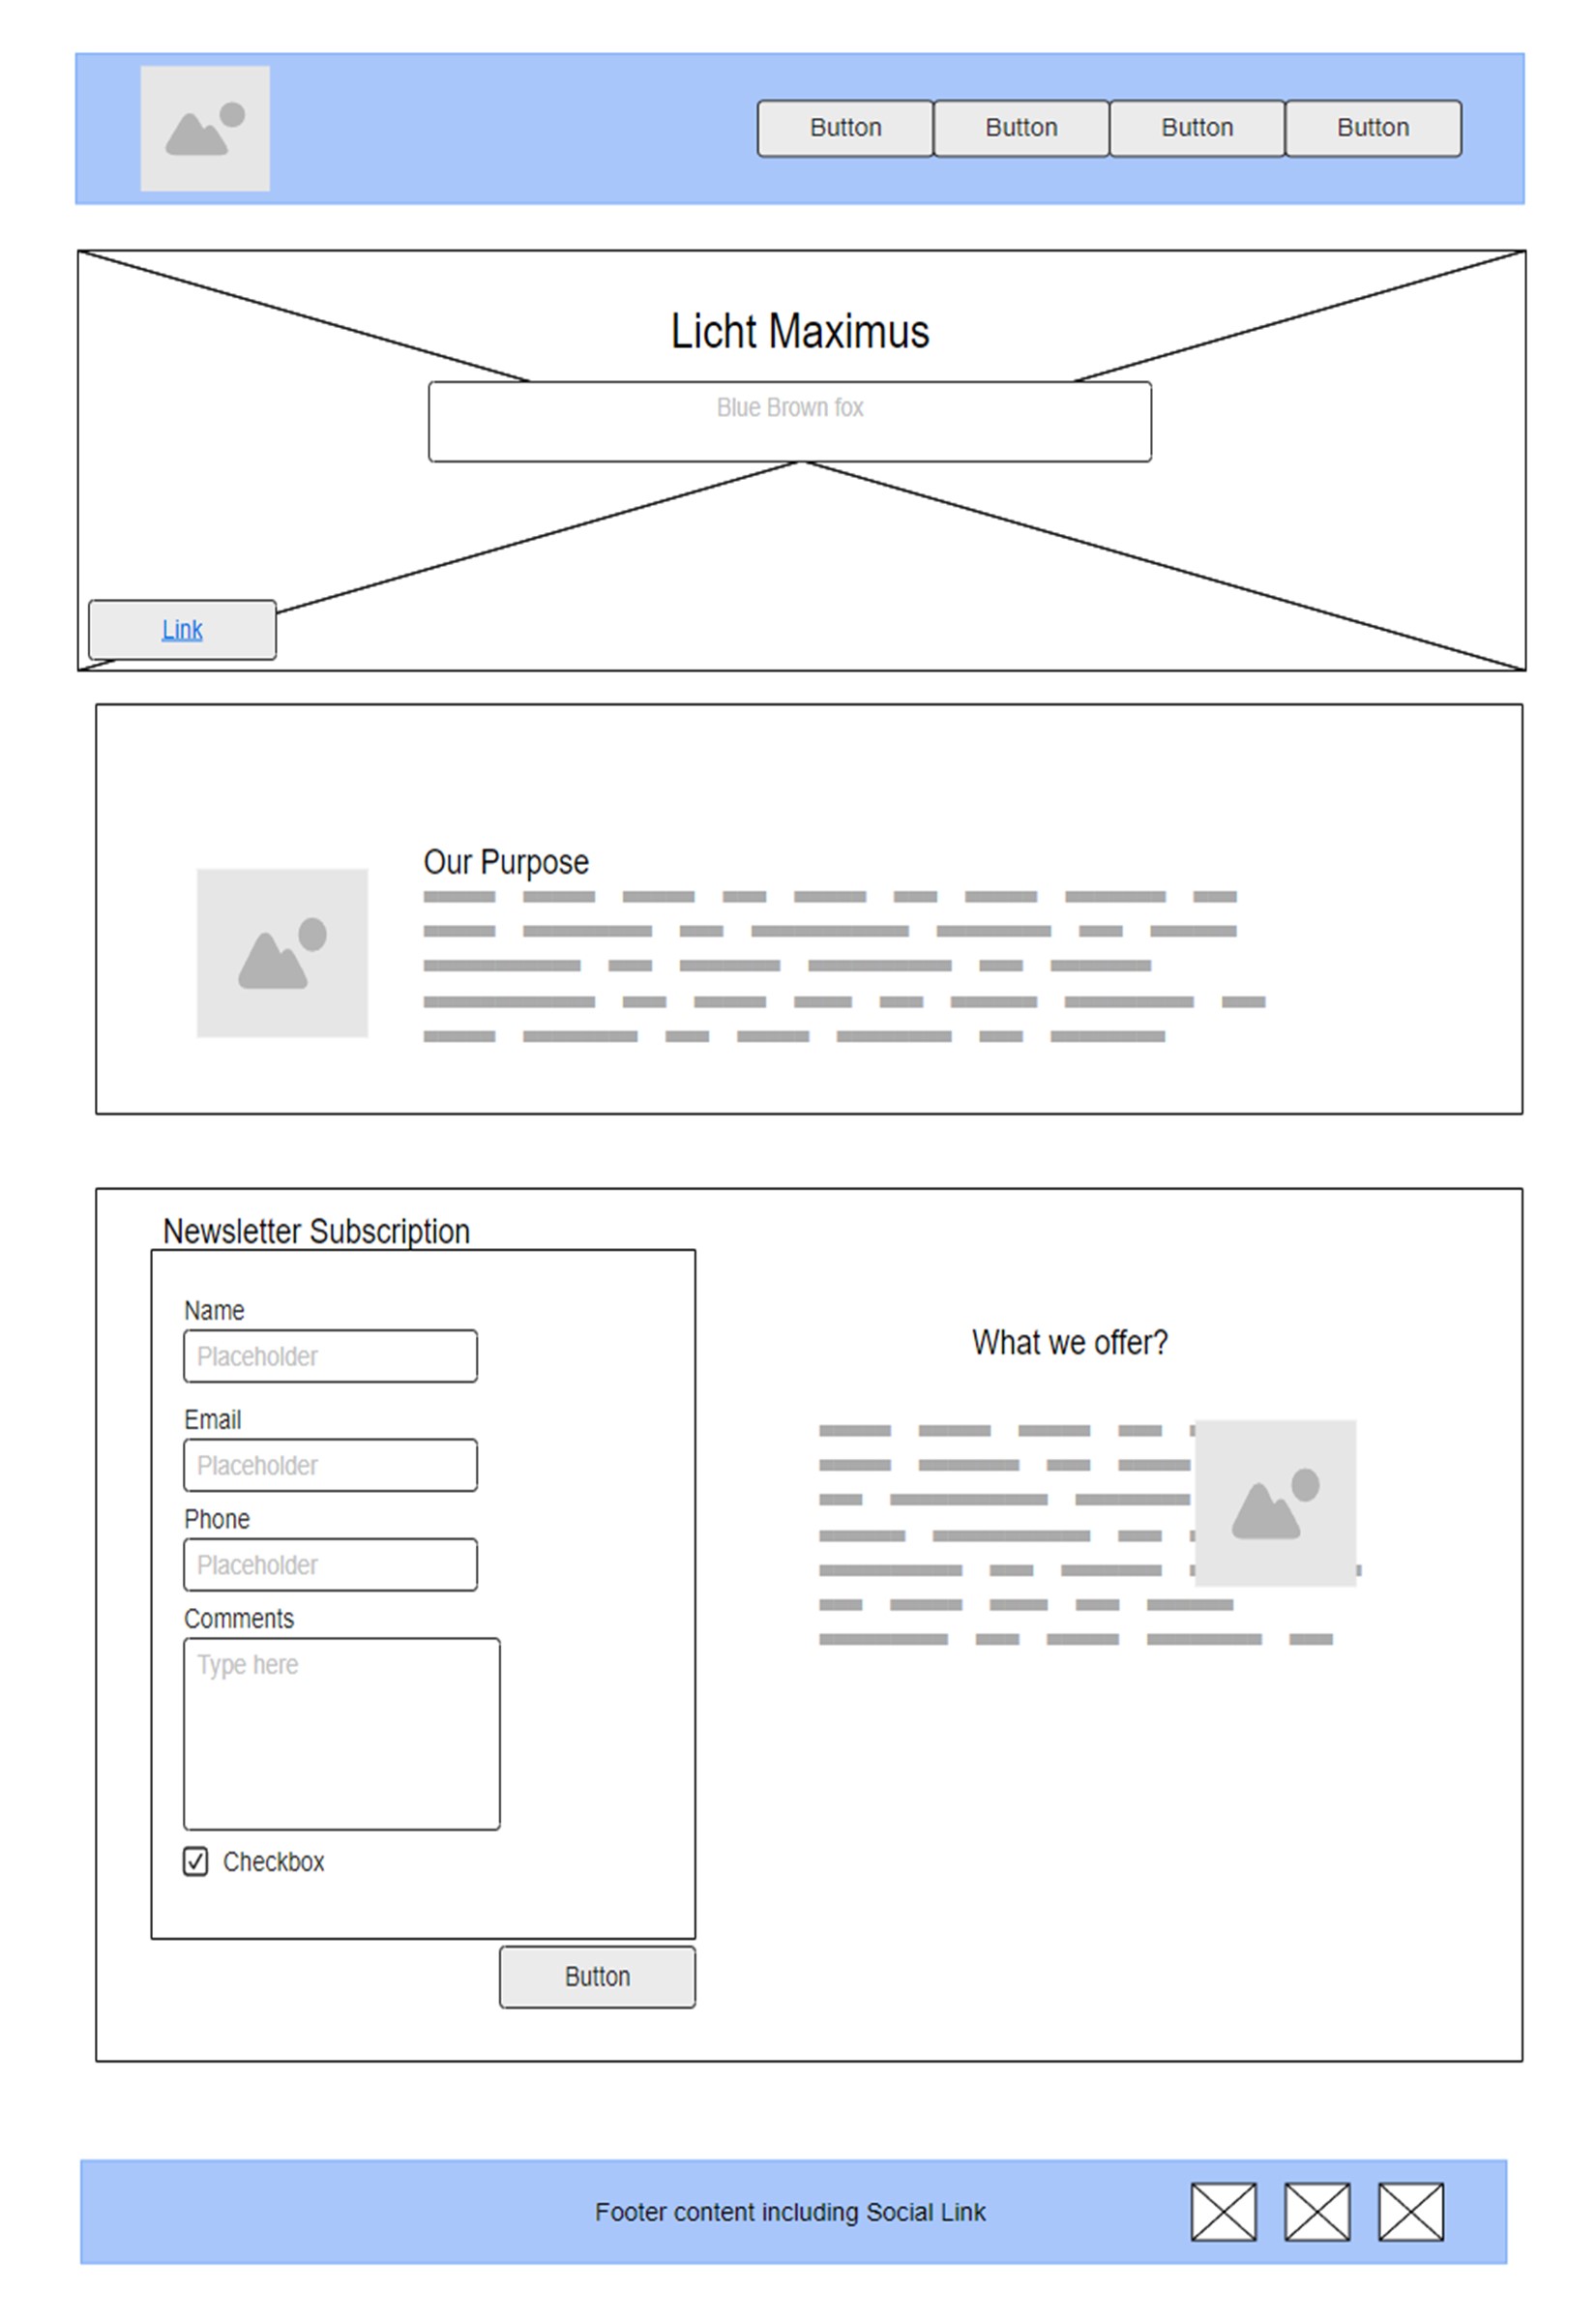 Button Button Button Button
Licht Maximus
Blue Brown fox
Link
Our Purpose
Newsletter Subscription
Name
Placeholder
Email
Placeholder
Phone
Placeholder
Comments
Type here
Checkbox
Button
What we offer?
Footer content including Social Link